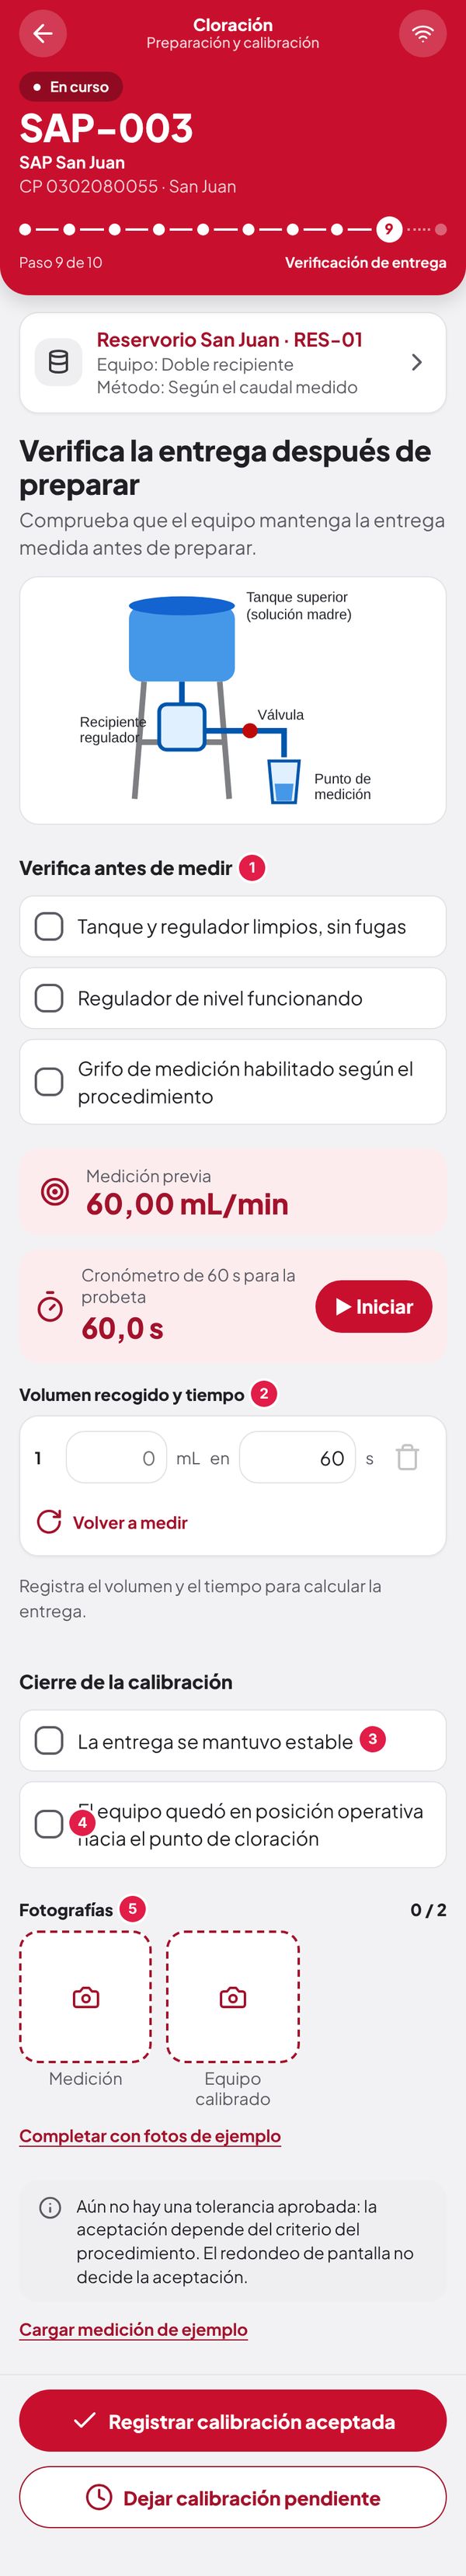 Cloración
Preparación y calibración
En curso
SAP-003
SAP San Juan
CP 0302080055 · San Juan
9
Paso 9 de 10
Verificación de entrega
Reservorio San Juan · RES-01
Equipo: Doble recipiente
Método: Según el caudal medido
Verifica la entrega después de
preparar
Comprueba que el equipo mantenga la entrega
medida antes de preparar.
Tanque superior
(solución madre)
Recipiente
regulador
Válvula
Punto de
medición
Verifica antes de medir 1
Tanque y regulador limpios, sin fugas
Regulador de nivel funcionando
Grifo de medición habilitado según el
procedimiento
Medición previa
60,00 mL/min
Cronómetro de 60 s para la
probeta
60,0 s
Iniciar
Volumen recogido y tiempo 2
1 0 mL en 60 s
Volver a medir
Registra el volumen y el tiempo para calcular la
entrega.
Cierre de la calibración
La entrega se mantuvo estable 3
4 El equipo quedó en posición operativa
hacia el punto de cloración
Fotografías 5 0 / 2
Medición
Equipo
calibrado
Completar con fotos de ejemplo
Aún no hay una tolerancia aprobada: la
aceptación depende del criterio del
procedimiento. El redondeo de pantalla no
decide la aceptación.
Cargar medición de ejemplo
Registrar calibración aceptada
Dejar calibración pendiente